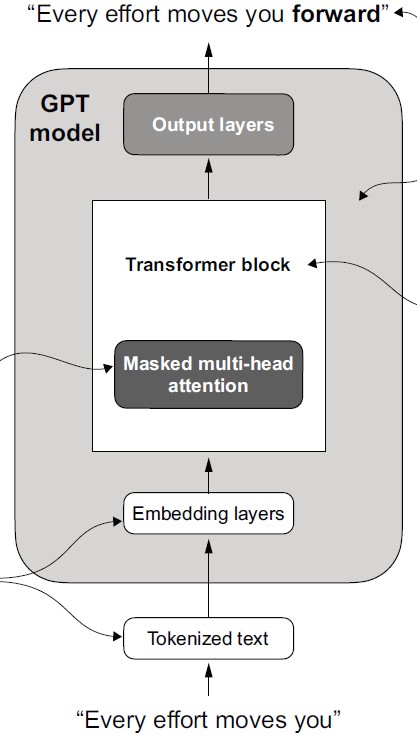 “Every effort moves you forward”
GPT
model
Output layers
Transformer block
Masked multi-head
attention
Embedding layers
Tokenized text
“Every effort moves you”